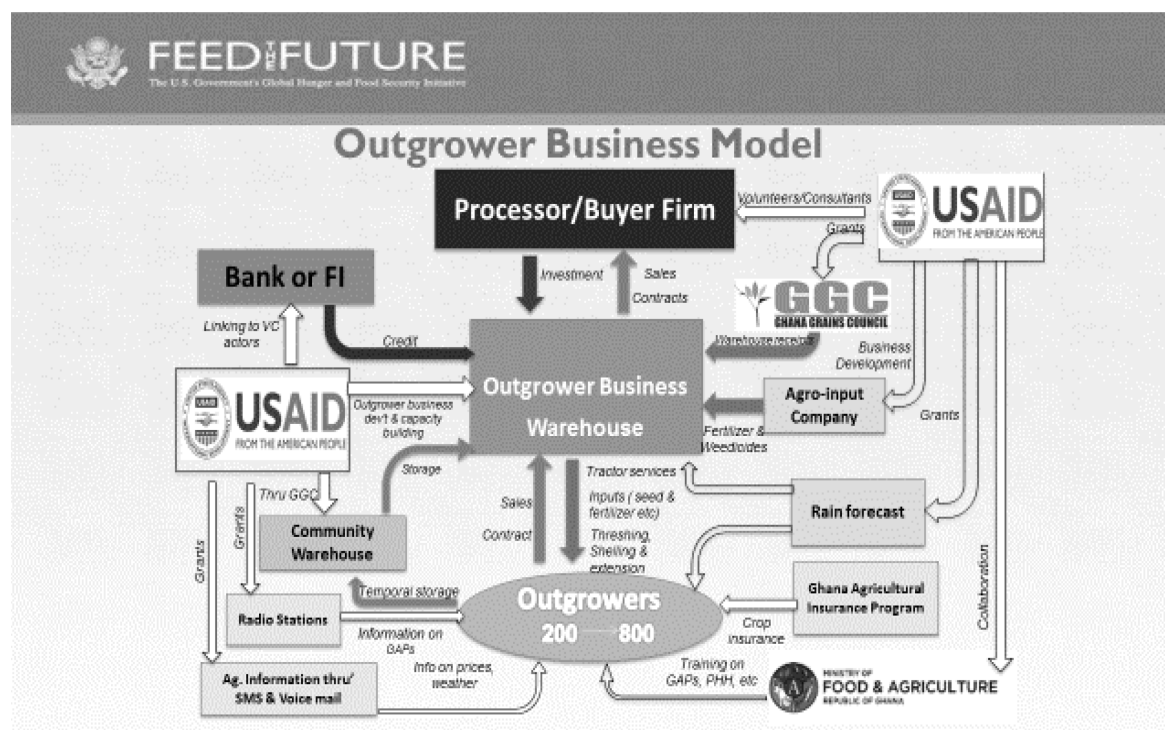 FEED THE FUTURE
The U.S. Government's Global Hunger and Food Security Initiative
Outgrower Business Model
Processor/Buyer Firm
Volunteers/Consultants
USAID
FROM THE AMERICAN PEOPLE
Grants
Bank or FI
Investment
Sales
Contracts
GGC
GHANA GRAINS COUNCIL
Linking to VC
actors
Credit
Warehouse receipts
Business
Development
Outgrower Business
Warehouse
Agro-input
Company
USAID
USAID
FROM THE AMERICAN PEOPLE
Outgrower business
dev't & capacity
building
Fertilizer &
Weedicides
Grants
Storage
Tractor services
Thru GGC
Sales
Contract
Inputs ( seed &
fertilizer etc)
Threshing,
Shelling &
extension
Rain forecast
Community
Warehouse
Grants
Grants
Temporal storage
Outgrowers
200 800
Ghana Agricultural
Insurance Program
Collaboration
Radio Stations
Information on
GAPs
Crop
insurance
Info on prices,
weather
Training on
GAPs, PHH, etc
Ag. Information thru'
SMS & Voice mail
MINISTRY OF
FOOD & AGRICULTURE
REPUBLIC OF GHANA